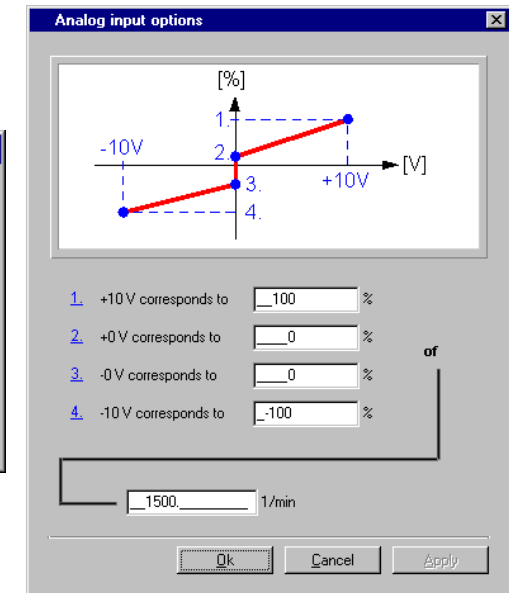 Analog input options
[%]
1.
-10V
2.
[V]
3.
+10V
4.
1. +10 V corresponds to __100 %
2. +0 V corresponds to ____0 %
of
3. -0 V corresponds to ____0 %
4. -10 V corresponds to _-100 %
__1500.________ 1/min
Ok Cancel Apply